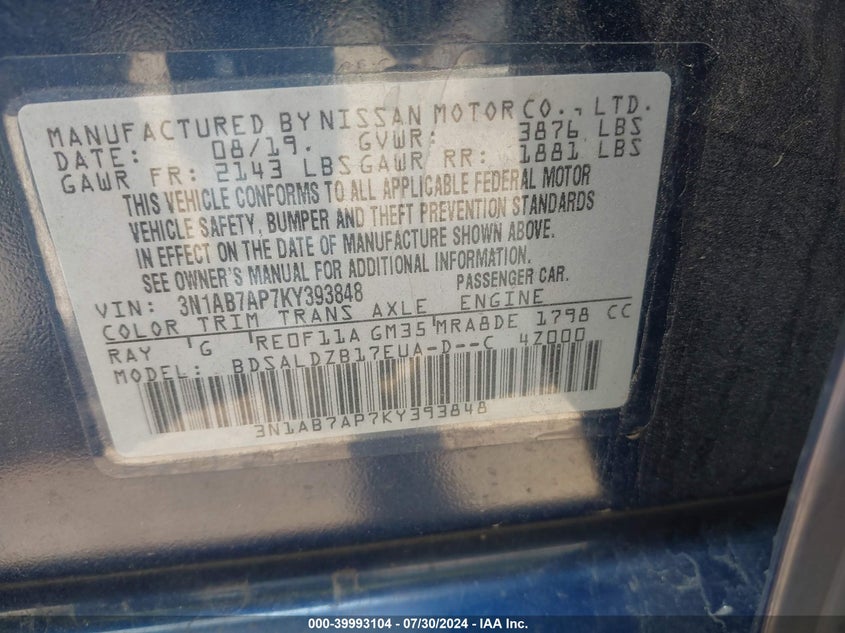 MANUFACTURED BY NISSAN MOTOR CO., LTD.
DATE: 08/19. GVWR: 3876 LBS
GAWR FR: 2143 LBS GAWR RR: 1881 LBS
THIS VEHICLE CONFORMS TO ALL APPLICABLE FEDERAL MOTOR
VEHICLE SAFETY, BUMPER AND THEFT PREVENTION STANDARDS
IN EFFECT ON THE DATE OF MANUFACTURE SHOWN ABOVE.
SEE OWNER'S MANUAL FOR ADDITIONAL INFORMATION.
VIN: 3N1AB7AP7KY393848 PASSENGER CAR.
COLOR TRIM TRANS AXLE ENGINE
RAY G RE0F11A GM35 MRA8DE 1798 CC
MODEL: BDSALDZB17EUA-D--C 4Z000
3N1AB7AP7KY393848
000-39993104 / 07/30/2024 - IAA Inc.